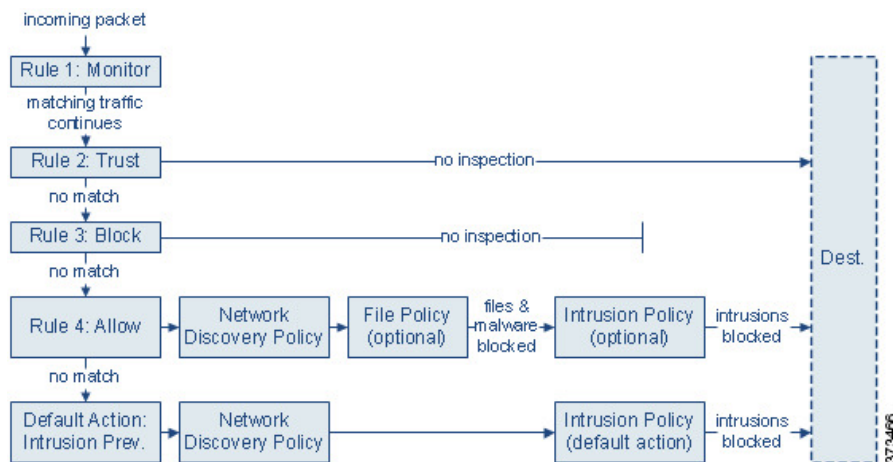 incoming packet
Rule 1: Monitor
matching traffic
continues
Rule 2: Trust
no inspection
no match
Rule 3: Block
no inspection
no match
Rule 4: Allow
Network
Discovery Policy
File Policy
(optional)
files &
malware
blocked
Intrusion Policy
(optional)
intrusions
blocked
no match
Default Action:
Intrusion Prev.
Network
Discovery Policy
Intrusion Policy
(default action)
intrusions
blocked
Dest.